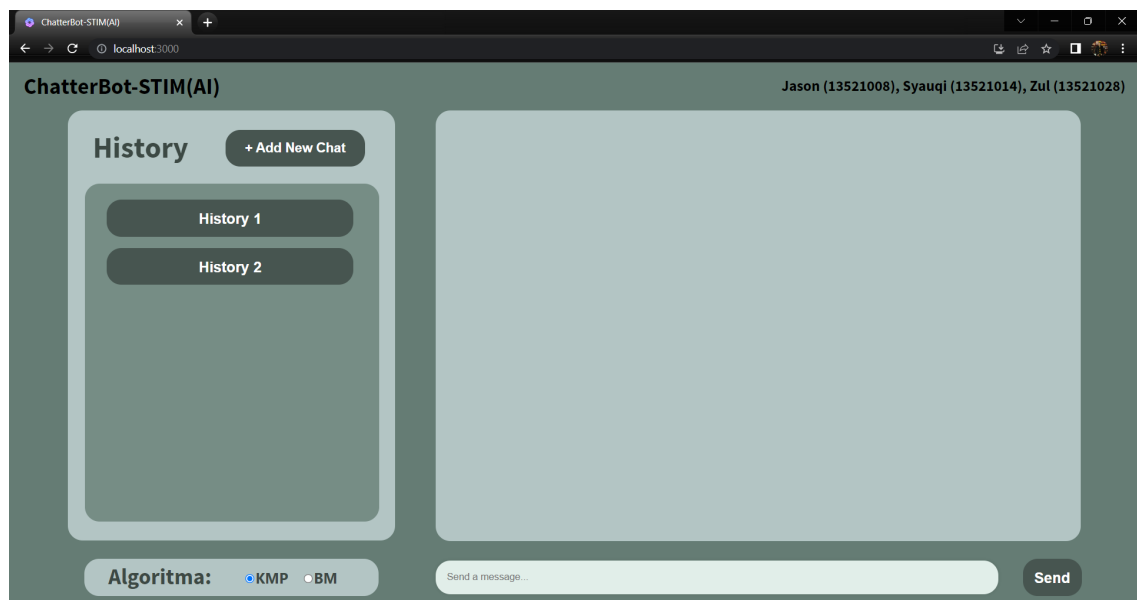 ChatterBot-STIM(AI)
localhost:3000
ChatterBot-STIM(AI)
Jason (13521008), Syauqi (13521014), Zul (13521028)
History
+ Add New Chat
History 1
History 2
Algoritma:
KMP
BM
Send a message...
Send